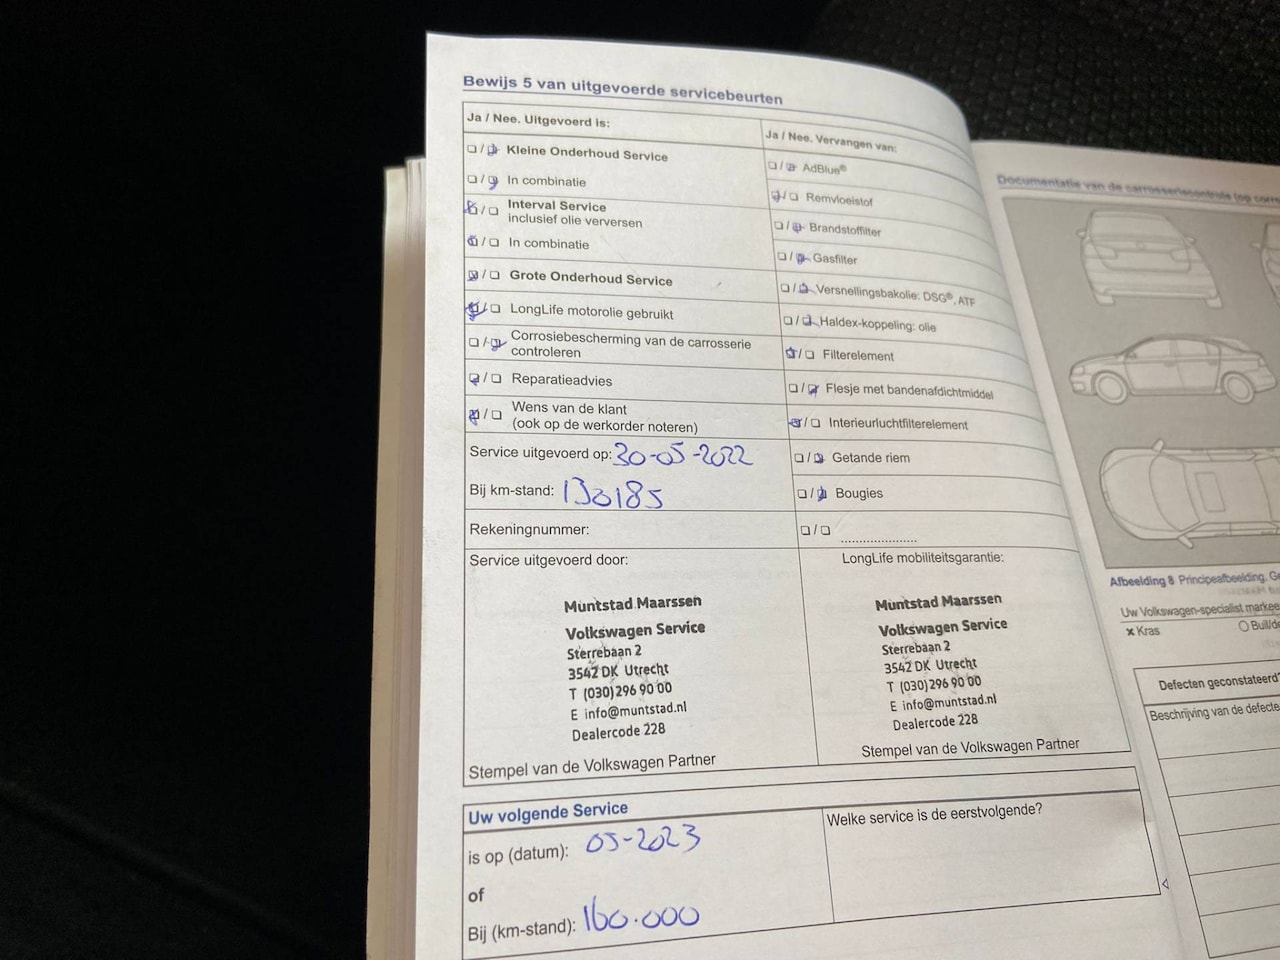 Bewijs 5 van uitgevoerde servicebeurten
Ja / Nee. Uitgevoerd is:
Kleine Onderhoud Service
In combinatie
Interval Service
inclusief olie verversen
In combinatie
Grote Onderhoud Service
LongLife motorolie gebruikt
Corrosiebescherming van de carrosserie
controleren
Reparatieadvies
Wens van de klant
(ook op de werkorder noteren)
Service uitgevoerd op: 30-05-2022
Bij km-stand: 130185
Rekeningnummer:
Ja / Nee. Vervangen van:
AdBlue®
Remvloeistof
Brandstoffilter
Gasfilter
Versnellingsbakolie: DSG®, ATF
Haldex-koppeling: olie
Filterelement
Flesje met bandenafdichtmiddel
Interieurluchtfilterelement
Getande riem
Bougies
Service uitgevoerd door:
Muntstad Maarssen
Volkswagen Service
Sterrebaan 2
3542 DK Utrecht
T (030) 296 90 00
E info@muntstad.nl
Dealercode 228
Stempel van de Volkswagen Partner
LongLife mobiliteitsgarantie:
Muntstad Maarssen
Volkswagen Service
Sterrebaan 2
3542 DK Utrecht
T (030) 296 90 00
E info@muntstad.nl
Dealercode 228
Stempel van de Volkswagen Partner
Uw volgende Service
is op (datum): 05-2023
of
Bij (km-stand): 160.000
Welke service is de eerstvolgende?
Documentatie van de carrosseriecontrole
Afbeelding 8 Principeafbeelding.
Uw Volkswagen-specialist
x Kras
Defecten geconstateerd?
Beschrijving van de